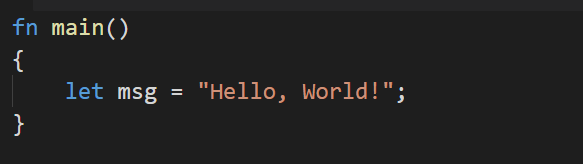 fn main()
{
    let msg = "Hello, World!";
}